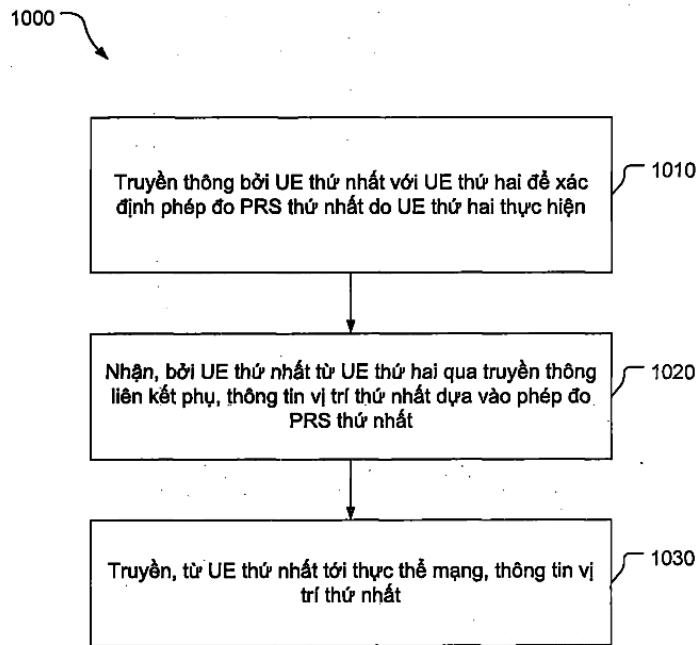 1000
Truyền thông bởi UE thứ nhất với UE thứ hai để xác
định phép đo PRS thứ nhất do UE thứ hai thực hiện
1010
Nhận, bởi UE thứ nhất từ UE thứ hai qua truyền thông
liên kết phụ, thông tin vị trí thứ nhất dựa vào phép đo
PRS thứ nhất
1020
Truyền, từ UE thứ nhất tới thực thể mạng, thông tin vị
trí thứ nhất
1030